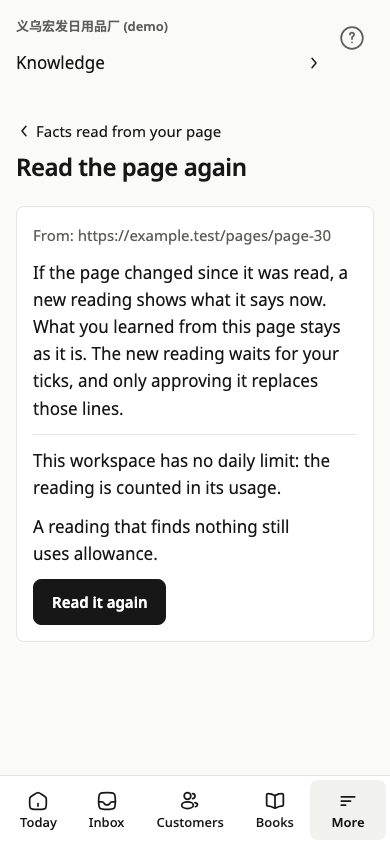 义乌宏发日用品厂 (demo)
Knowledge
Facts read from your page
Read the page again
From: https://example.test/pages/page-30
If the page changed since it was read, a
new reading shows what it says now.
What you learned from this page stays
as it is. The new reading waits for your
ticks, and only approving it replaces
those lines.
This workspace has no daily limit: the
reading is counted in its usage.
A reading that finds nothing still
uses allowance.
Read it again
Today
Inbox
Customers
Books
More